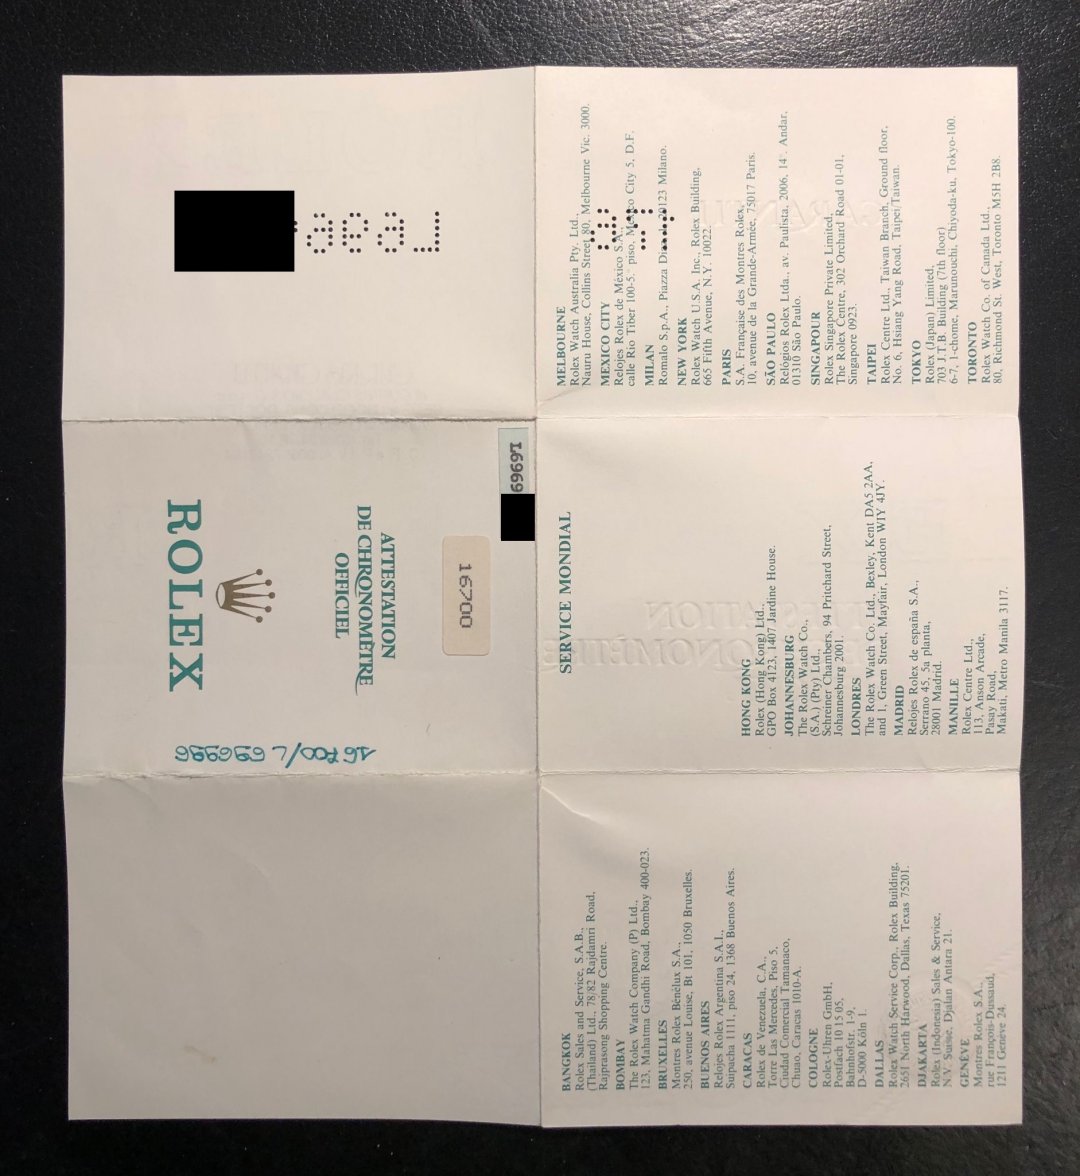 L696
ROLEX
ATTESTATION
DE CHRONOMÈTRE
OFFICIEL
16700
16700/L 696996
SERVICE MONDIAL
BANGKOK
Rolex Sales and Service, S.A.B.,
(Thailand) Ltd., 78/82 Rajdamri Road,
Rajprasong Shopping Centre.
BOMBAY
The Rolex Watch Company (P) Ltd.,
123, Mahatma Gandhi Road, Bombay 400-023.
BRUXELLES
Montres Rolex Bénélux S.A.,
250, avenue Louise, Bt 101, 1050 Bruxelles.
BUENOS AIRES
Relojes Rolex Argentina S.A.I.,
Suipacha 1111, piso 24, 1368 Buenos Aires.
CARACAS
Rolex de Venezuela, C.A.,
Torre Las Mercedes, Piso 5,
Ciudad Comercial Tamanaco,
Chuao, Caracas 1010-A.
COLOGNE
Rolex-Uhren GmbH,
Postfach 10 15 05,
Bahnhofstr. 1-9,
D-5000 Köln 1.
DALLAS
Rolex Watch Service Corp., Rolex Building,
2651 North Harwood, Dallas, Texas 75201.
DJAKARTA
Rolex (Indonesia) Sales & Service,
N.V. Suisse, Djalan Antara 21.
GENÈVE
Montres Rolex S.A.,
rue François-Dussaud,
1211 Genève 24.
HONG KONG
Rolex (Hong Kong) Ltd.,
GPO Box 4123, 1407 Jardine House.
JOHANNESBURG
The Rolex Watch Co.,
(S.A.) (Pty) Ltd.,
Schreiner Chambers, 94 Pritchard Street,
Johannesburg 2001.
LONDRES
The Rolex Watch Co. Ltd., Bexley, Kent DA5 2AA,
and 1, Green Street, Mayfair, London W1Y 4JY.
MADRID
Relojes Rolex de españa S.A.,
Serrano 45, 5a planta,
28001 Madrid.
MANILLE
Rolex Centre Ltd.,
113, Anson Arcade,
Pasay Road,
Makati, Metro Manila 3117.
MELBOURNE
Rolex Watch Australia Pty. Ltd.,
Nauru House, Collins Street 80, Melbourne Vic. 3000.
MEXICO CITY
Relojes Rolex de México S.A.,
calle Rio Tiber 100-5.° piso, Mexico City 5, D.F.
MILAN
Romalo S.p.A., Piazza Diaz 20123 Milano.
NEW YORK
Rolex Watch U.S.A. Inc., Rolex Building,
665 Fifth Avenue, N.Y. 10022.
PARIS
S.A. Française des Montres Rolex,
10, avenue de la Grande-Armée, 75017 Paris.
SÃO PAULO
Relógios Rolex Ltda., av. Paulista, 2006, 14. Andar,
01310 São Paulo.
SINGAPOUR
Rolex Singapore Private Limited,
The Rolex Centre, 302 Orchard Road 01-01,
Singapore 0923.
TAIPEI
Rolex Centre Ltd., Taiwan Branch, Ground floor,
No. 6, Hsiang Yang Road, Taipei/Taiwan.
TOKYO
Rolex (Japan) Limited,
703 J.T.B. Building (7th floor)
6-7, 1-chome, Marunouchi, Chiyoda-ku, Tokyo-100.
TORONTO
Rolex Watch Co. of Canada Ltd.,
80, Richmond St. West, Toronto M5H 2B8.